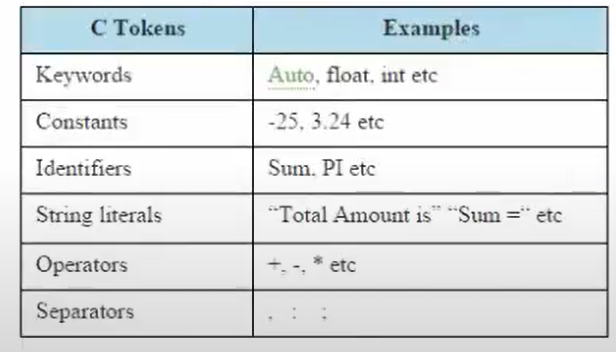 C Tokens Examples
Keywords Auto, float, int etc
Constants -25, 3.24 etc
Identifiers Sum, PI etc
String literals “Total Amount is” “Sum =“ etc
Operators +, -, * etc
Separators , : ;